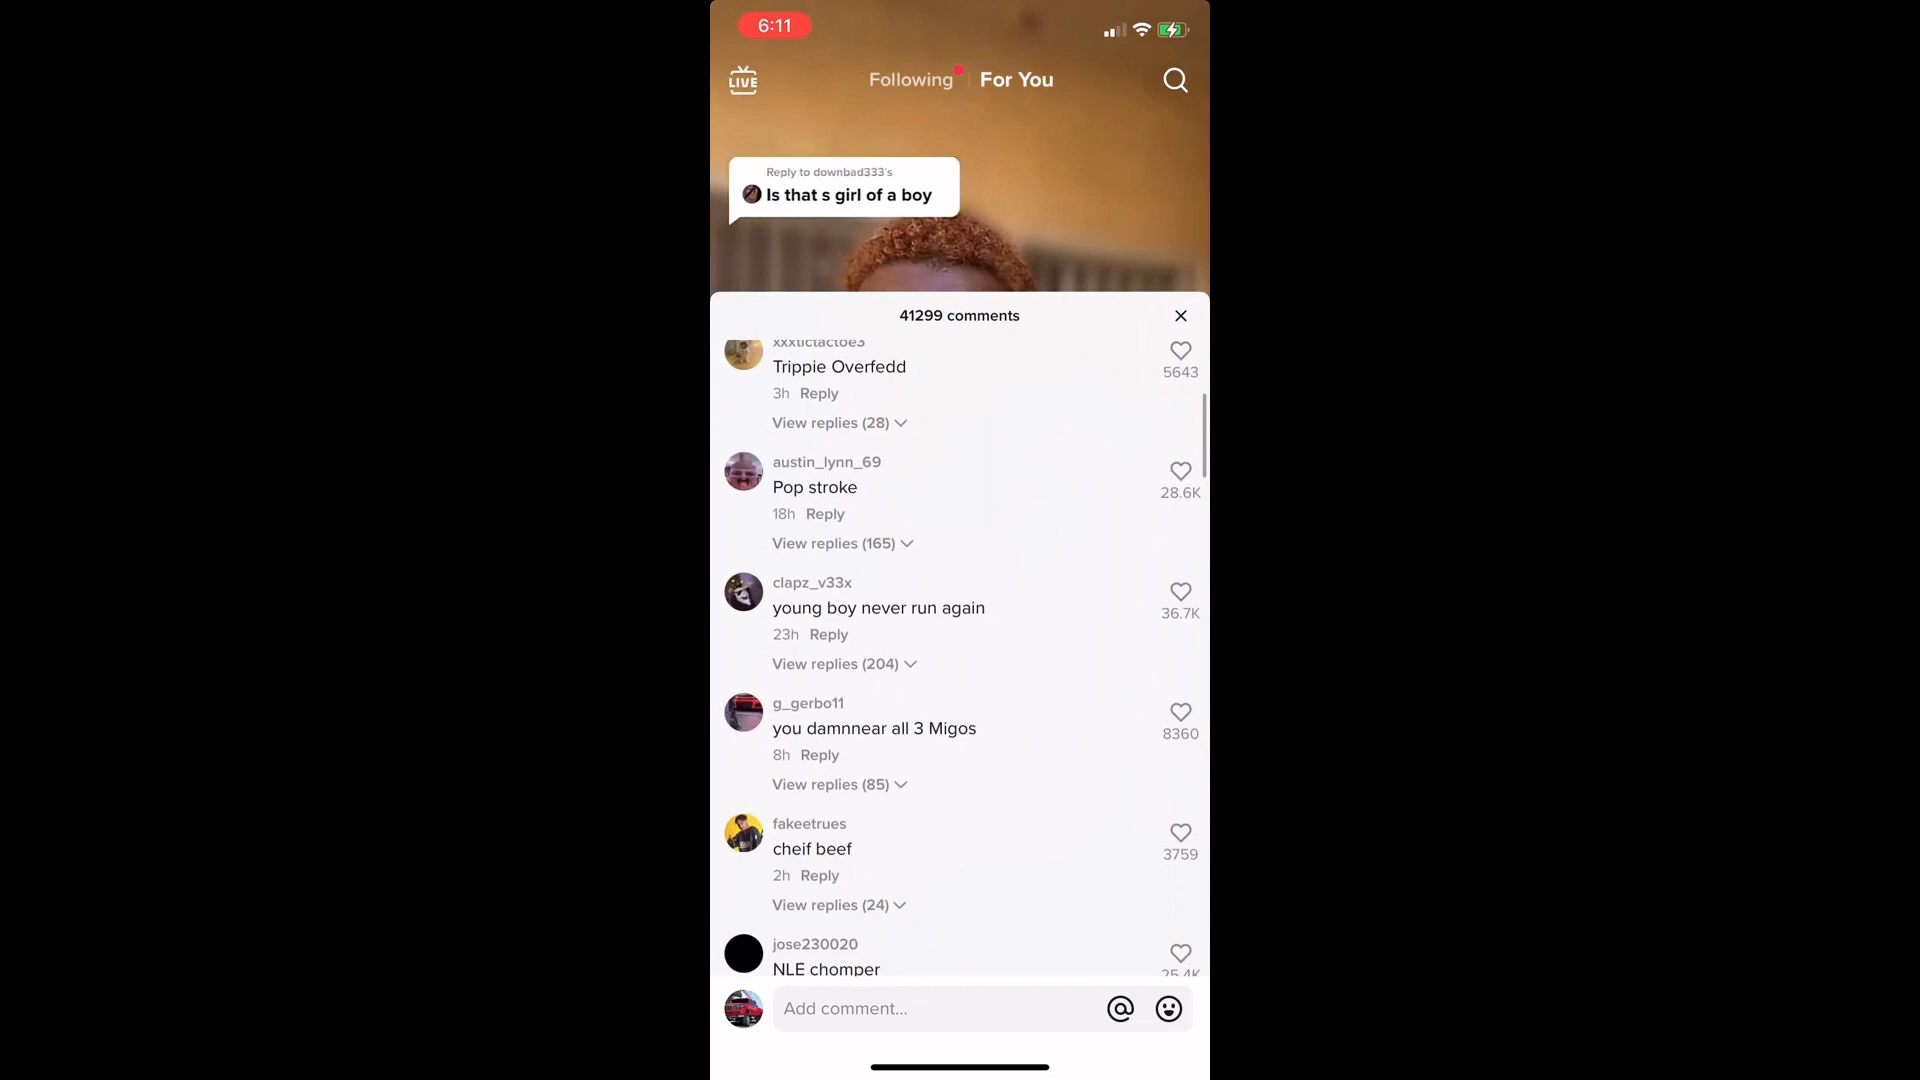 6:11
LIVE
Following
For You
Reply to downbad333's
Is that s girl of a boy
41299 comments
xxxtictactoe3
Trippie Overfedd
5643
3h Reply
View replies (28)
austin_lynn_69
Pop stroke
28.6K
18h Reply
View replies (165)
clapz_v33x
young boy never run again
36.7K
23h Reply
View replies (204)
g_gerbo11
you damnnear all 3 Migos
8360
8h Reply
View replies (85)
fakeetrues
cheif beef
3759
2h Reply
View replies (24)
jose230020
NLE chomper
25.4K
Add comment...